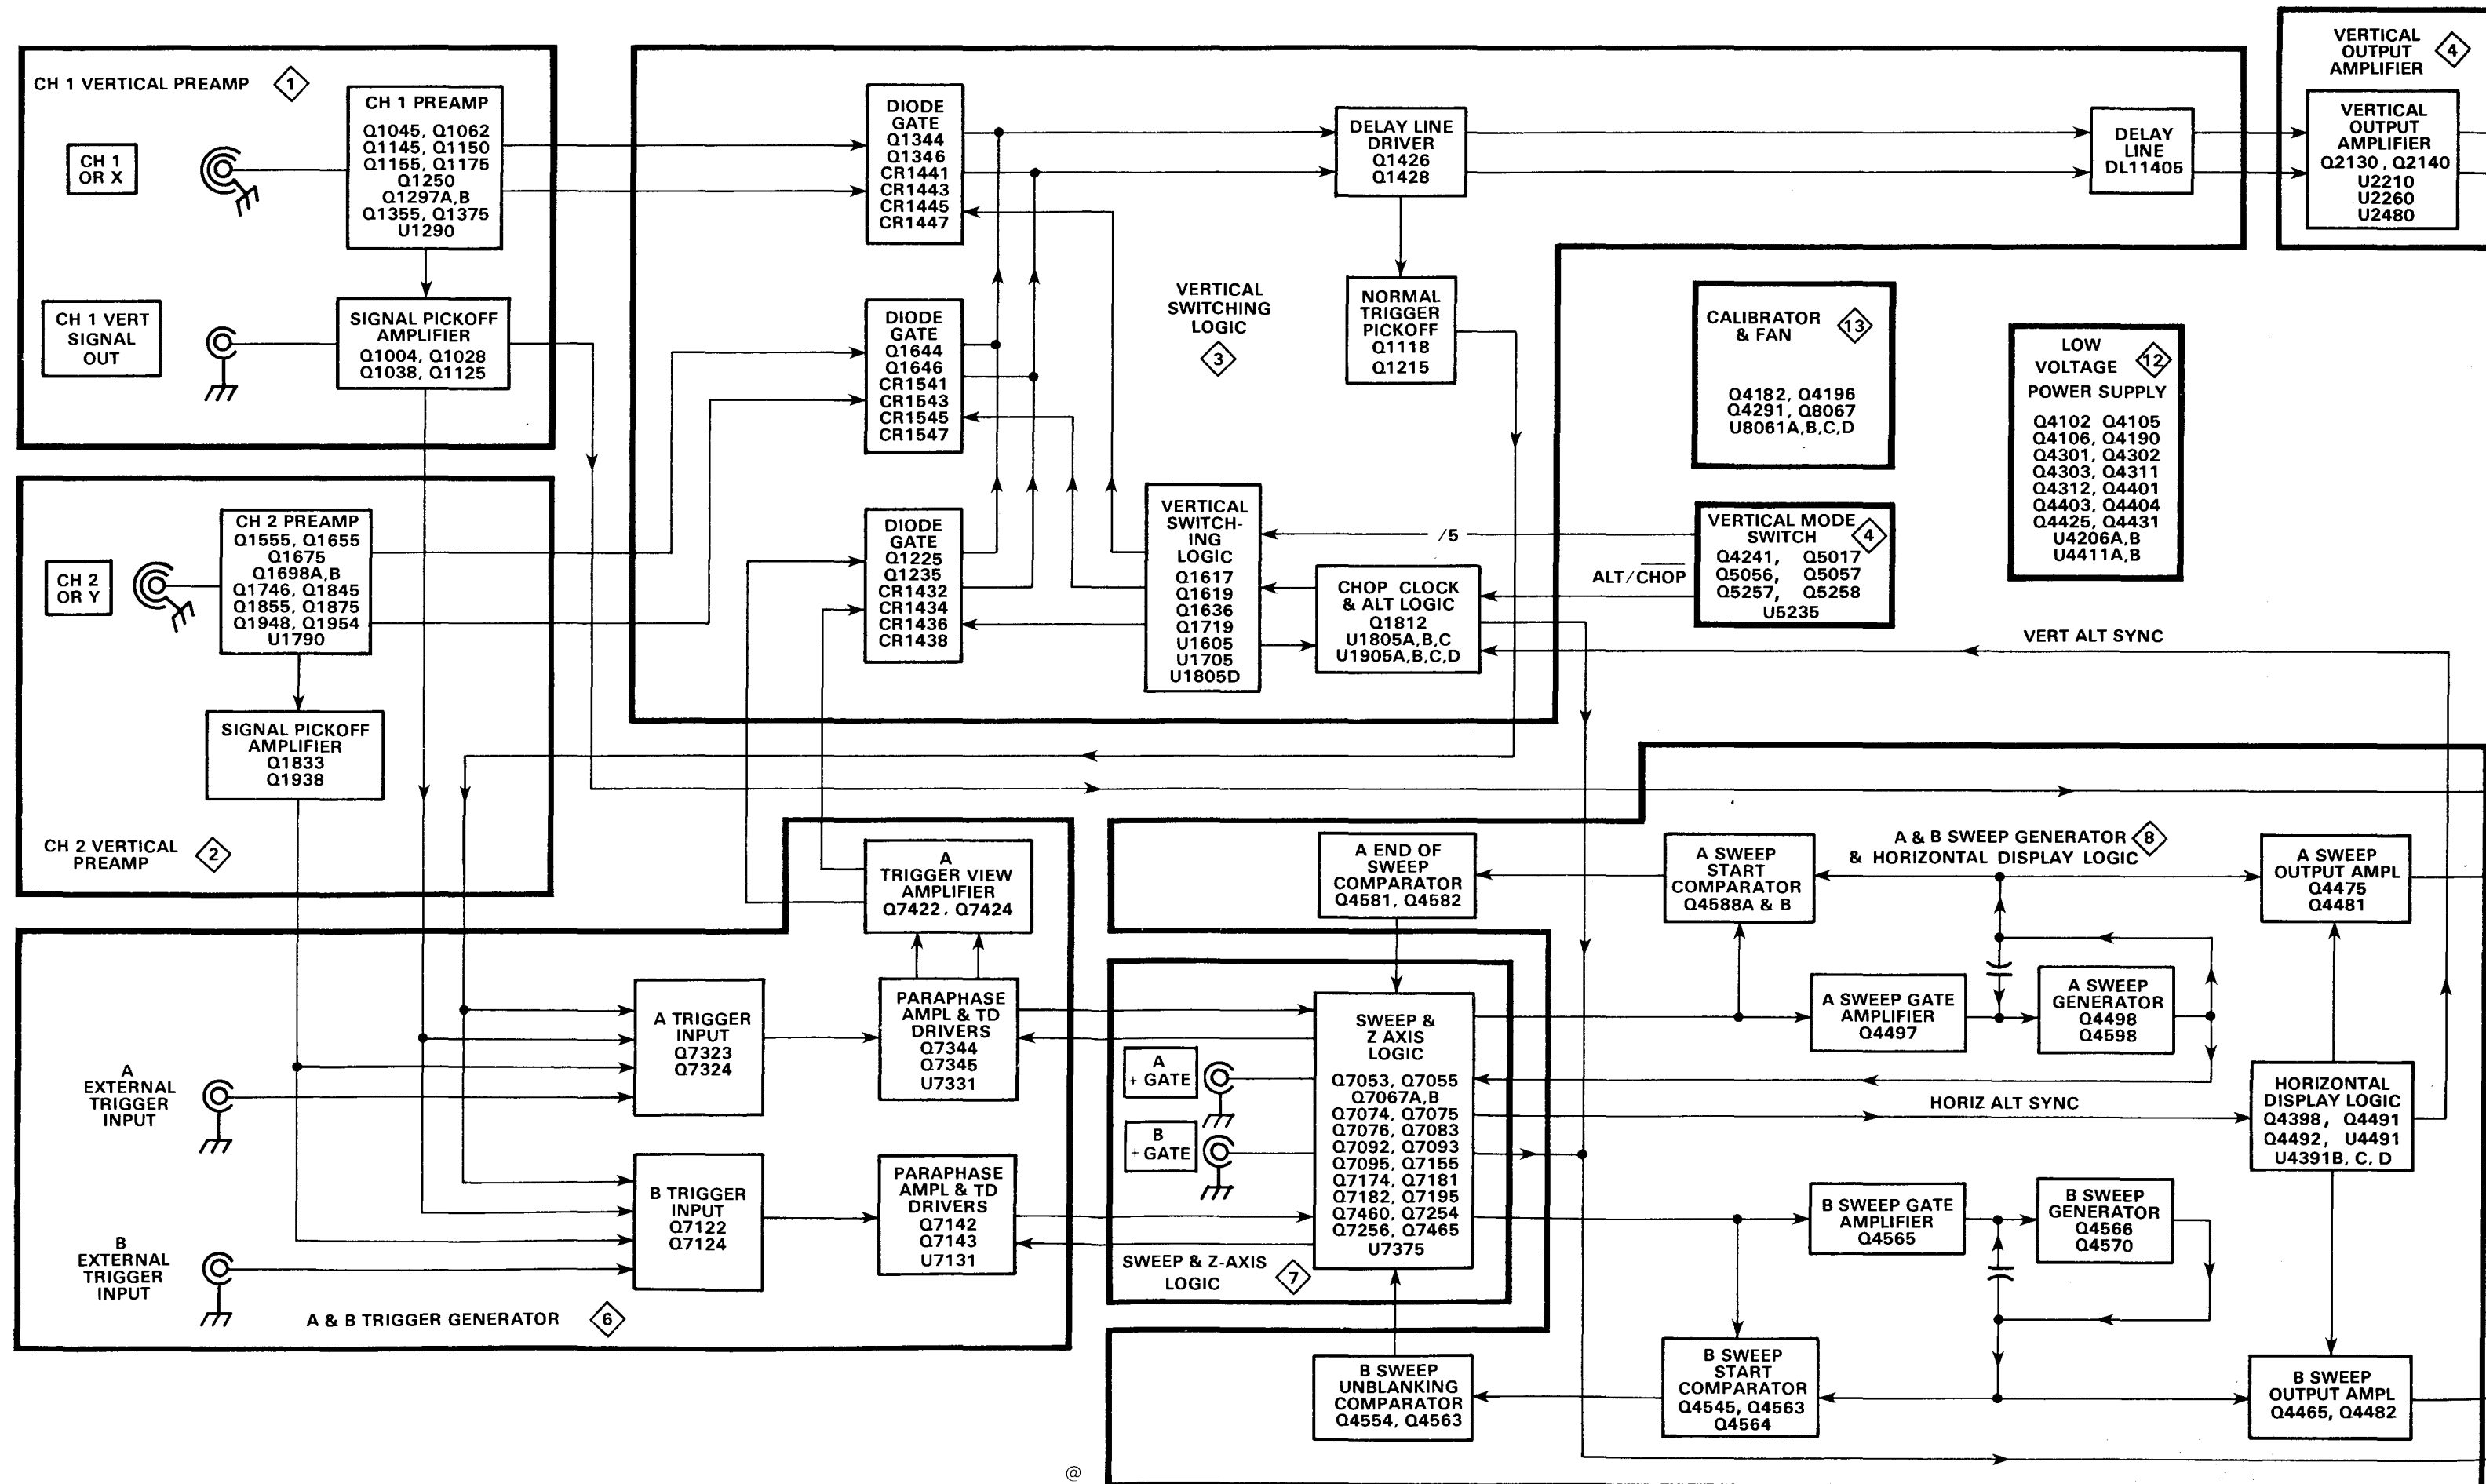 CH 1 VERTICAL PREAMP
1
CH 1
OR X
CH 1 PREAMP
Q1045, Q1062
Q1145, Q1150
Q1155, Q1175
Q1250
Q1297A,B
Q1355, Q1375
U1290
CH 1 VERT
SIGNAL
OUT
SIGNAL PICKOFF
AMPLIFIER
Q1004, Q1028
Q1038, Q1125
CH 2 PREAMP
Q1555, Q1655
Q1675
Q1698A,B
Q1746, Q1845
Q1855, Q1875
Q1948, Q1954
U1790
CH 2
OR Y
SIGNAL PICKOFF
AMPLIFIER
Q1833
Q1938
CH 2 VERTICAL
PREAMP
2
DIODE
GATE
Q1344
Q1346
CR1441
CR1443
CR1445
CR1447
DIODE
GATE
Q1644
Q1646
CR1541
CR1543
CR1545
CR1547
DIODE
GATE
Q1225
Q1235
CR1432
CR1434
CR1436
CR1438
VERTICAL
SWITCHING
LOGIC
3
DELAY LINE
DRIVER
Q1426
Q1428
NORMAL
TRIGGER
PICKOFF
Q1118
Q1215
DELAY
LINE
DL11405
VERTICAL
OUTPUT
AMPLIFIER
4
VERTICAL
OUTPUT
AMPLIFIER
Q2130, Q2140
U2210
U2260
U2480
VERTICAL
SWITCH-
ING
LOGIC
Q1617
Q1619
Q1636
Q1719
U1605
U1705
U1805D
CHOP CLOCK
& ALT LOGIC
Q1812
U1805A,B,C
U1905A,B,C,D
/5
ALT/CHOP
CALIBRATOR
& FAN
13
Q4182, Q4196
Q4291, Q8067
U8061A,B,C,D
VERTICAL MODE
SWITCH
4
Q4241, Q5017
Q5056, Q5057
Q5257, Q5258
U5235
LOW
VOLTAGE
12
POWER SUPPLY
Q4102 Q4105
Q4106, Q4190
Q4301, Q4302
Q4303, Q4311
Q4312, Q4401
Q4403, Q4404
Q4425, Q4431
U4206A,B
U4411A,B
VERT ALT SYNC
A
TRIGGER VIEW
AMPLIFIER
Q7422, Q7424
A
EXTERNAL
TRIGGER
INPUT
B
EXTERNAL
TRIGGER
INPUT
A TRIGGER
INPUT
Q7323
Q7324
B TRIGGER
INPUT
Q7122
Q7124
PARAPHASE
AMPL & TD
DRIVERS
Q7344
Q7345
U7331
PARAPHASE
AMPL & TD
DRIVERS
Q7142
Q7143
U7131
A & B TRIGGER GENERATOR
6
A END OF
SWEEP
COMPARATOR
Q4581, Q4582
A
+ GATE
B
+ GATE
SWEEP &
Z AXIS
LOGIC
Q7053, Q7055
Q7067A,B
Q7074, Q7075
Q7076, Q7083
Q7092, Q7093
Q7095, Q7155
Q7174, Q7181
Q7182, Q7195
Q7460, Q7254
Q7256, Q7465
U7375
SWEEP & Z-AXIS
LOGIC
7
B SWEEP
UNBLANKING
COMPARATOR
Q4554, Q4563
A SWEEP
START
COMPARATOR
Q4588A & B
A & B SWEEP GENERATOR
& HORIZONTAL DISPLAY LOGIC
8
A SWEEP
OUTPUT AMPL
Q4475
Q4481
A SWEEP GATE
AMPLIFIER
Q4497
A SWEEP
GENERATOR
Q4498
Q4598
HORIZ ALT SYNC
HORIZONTAL
DISPLAY LOGIC
Q4398, Q4491
Q4492, U4491
U4391B, C, D
B SWEEP GATE
AMPLIFIER
Q4565
B SWEEP
GENERATOR
Q4566
Q4570
B SWEEP
START
COMPARATOR
Q4545, Q4563
Q4564
B SWEEP
OUTPUT AMPL
Q4465, Q4482
@